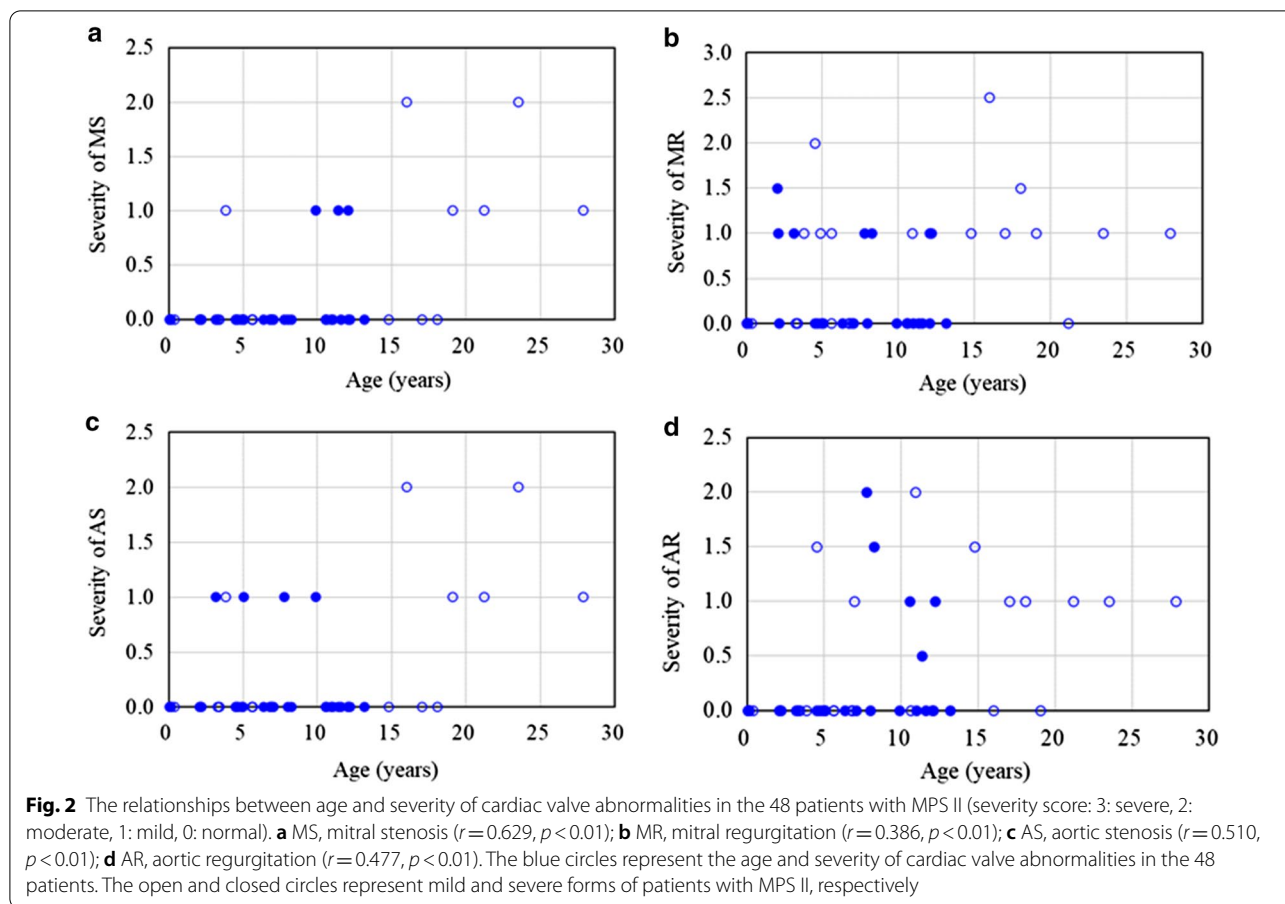 a
2.5
2.0
1.5
1.0
0.5
0.0
Severity of MS
0 5 10 15 20 25 30
Age (years)
b
3.0
2.5
2.0
1.5
1.0
0.5
0.0
Severity of MR
0 5 10 15 20 25 30
Age (years)
c
2.5
2.0
1.5
1.0
0.5
0.0
Severity of AS
0 5 10 15 20 25 30
Age (years)
d
2.5
2.0
1.5
1.0
0.5
0.0
Severity of AR
0 5 10 15 20 25 30
Age (years)
Fig. 2 The relationships between age and severity of cardiac valve abnormalities in the 48 patients with MPS II (severity score: 3: severe, 2:
moderate, 1: mild, 0: normal). a MS, mitral stenosis (r = 0.629, p < 0.01); b MR, mitral regurgitation (r = 0.386, p < 0.01); c AS, aortic stenosis (r = 0.510,
p < 0.01); d AR, aortic regurgitation (r = 0.477, p < 0.01). The blue circles represent the age and severity of cardiac valve abnormalities in the 48
patients. The open and closed circles represent mild and severe forms of patients with MPS II, respectively